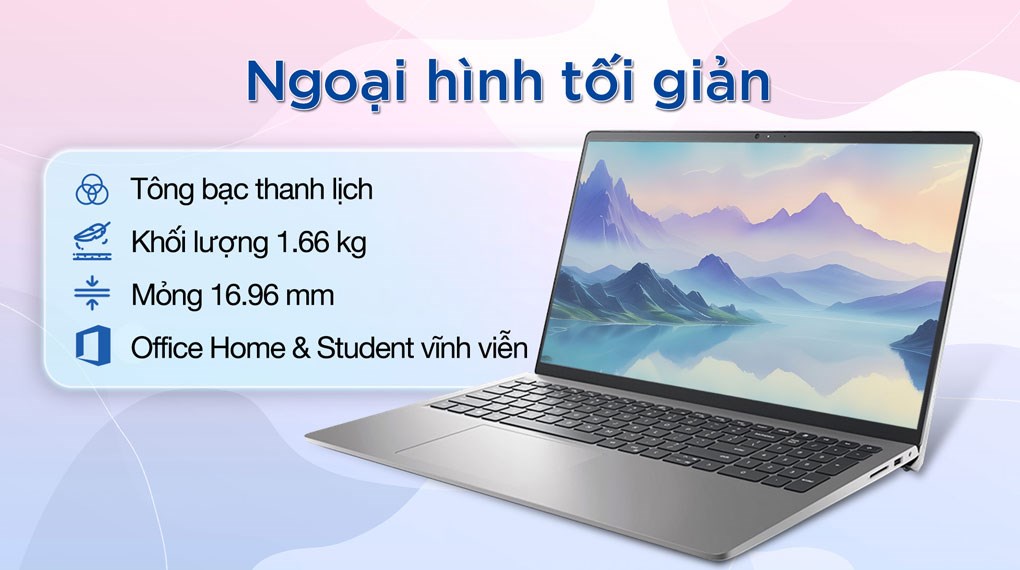 Ngoại hình tối giản
Tông bạc thanh lịch
Khối lượng 1.66 kg
Mỏng 16.96 mm
Office Home & Student vĩnh viễn